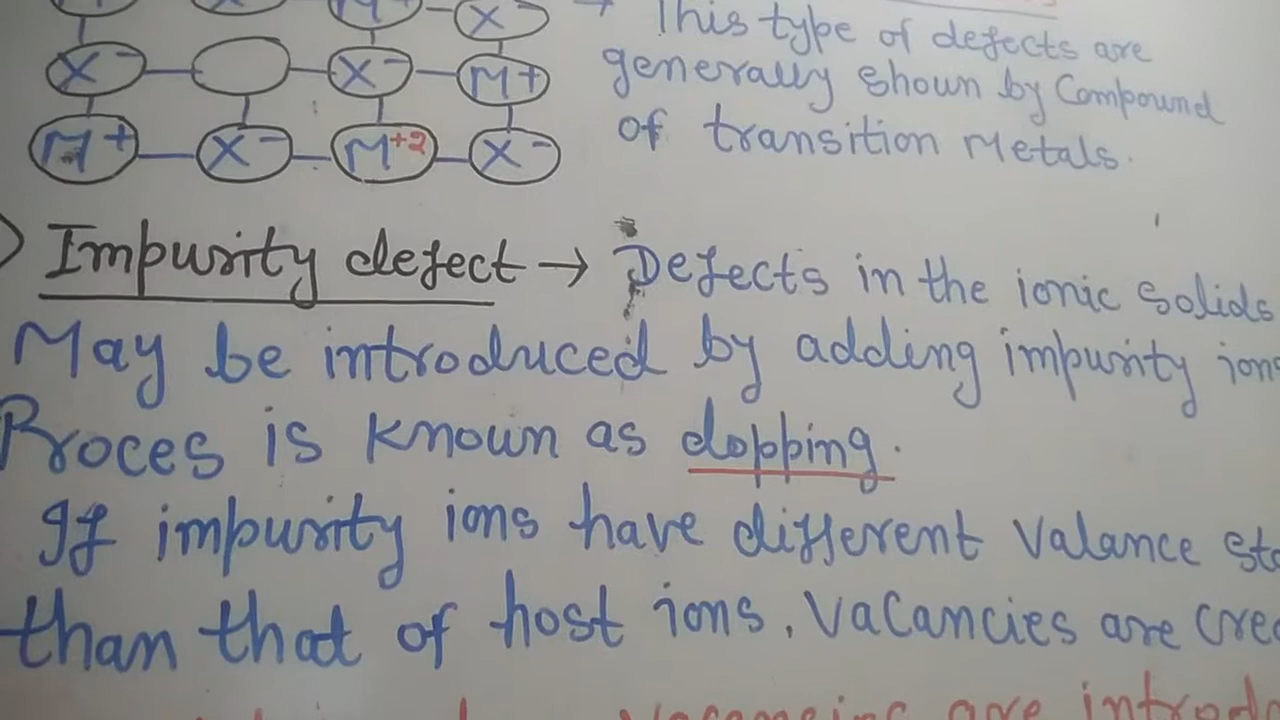 M+ X-
→ This type of defects are
X- X- M+
generally shown by Compound
M+ X- M+2 X-
of transition Metals.
) Impurity defect → Defects in the ionic Solids
May be introduced by adding impurity ions
Proces is known as dopping.
If impurity ions have different Valance
than that of host ions, Vacancies are
are